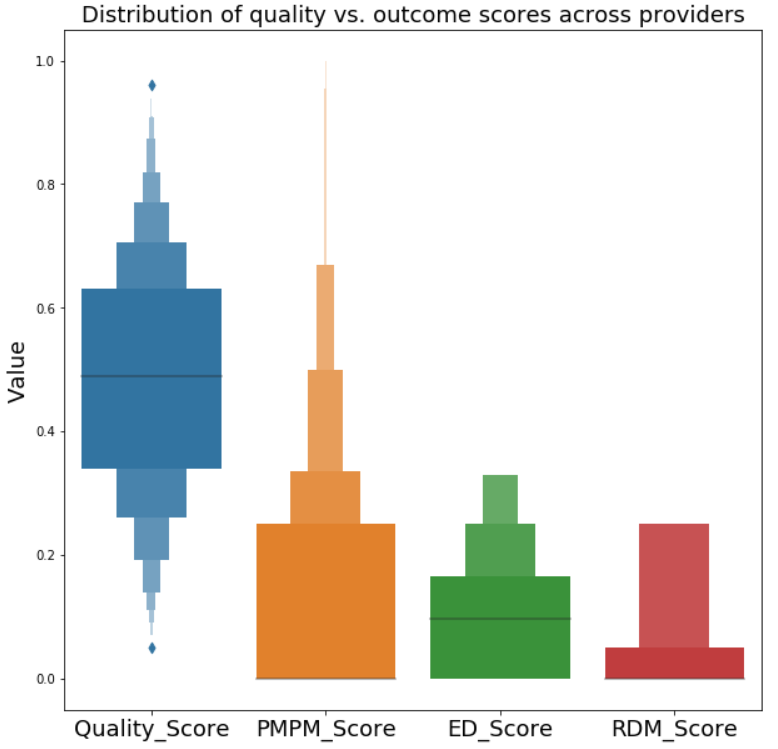 Distribution of quality vs. outcome scores across providers
1.0
0.8
0.6
0.4
0.2
0.0
Value
Quality_Score PMPM_Score ED_Score RDM_Score